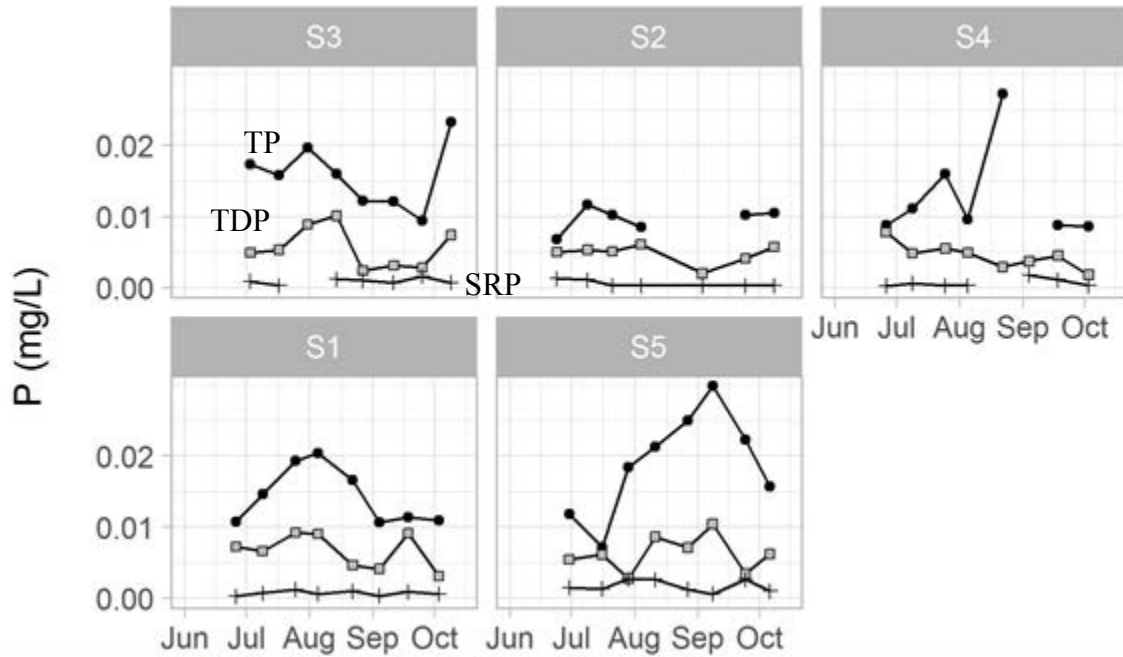 S3 S2 S4
0.02
0.01
0.00
TP
TDP
SRP
Jun Jul Aug Sep Oct
P (mg/L)
S1 S5
0.02
0.01
0.00
Jun Jul Aug Sep Oct Jun Jul Aug Sep Oct